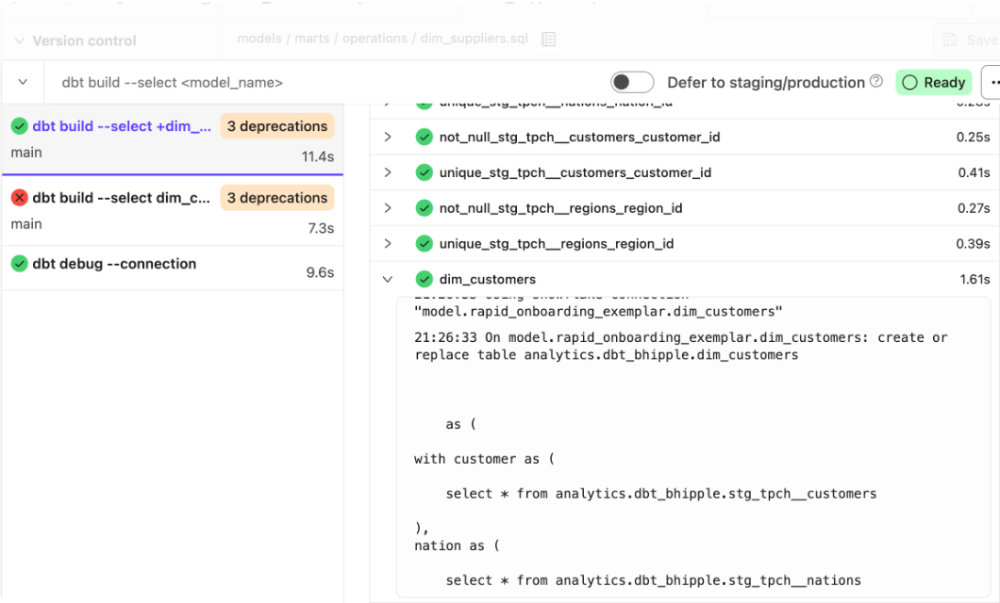 Version control
models / marts / operations / dim_suppliers.sql
Save
dbt build --select <model_name>
Defer to staging/production
Ready
dbt build --select +dim_...
3 deprecations
main
11.4s
dbt build --select dim_c...
3 deprecations
main
7.3s
dbt debug --connection
9.6s
unique_stg_tpch__nations_nation_id
0.28s
not_null_stg_tpch__customers_customer_id
0.25s
unique_stg_tpch__customers_customer_id
0.41s
not_null_stg_tpch__regions_region_id
0.27s
unique_stg_tpch__regions_region_id
0.39s
dim_customers
1.61s
"model.rapid_onboarding_exemplar.dim_customers"
21:26:33 On model.rapid_onboarding_exemplar.dim_customers: create or
replace table analytics.dbt_bhipple.dim_customers
as (
with customer as (
select * from analytics.dbt_bhipple.stg_tpch__customers
),
nation as (
select * from analytics.dbt_bhipple.stg_tpch__nations